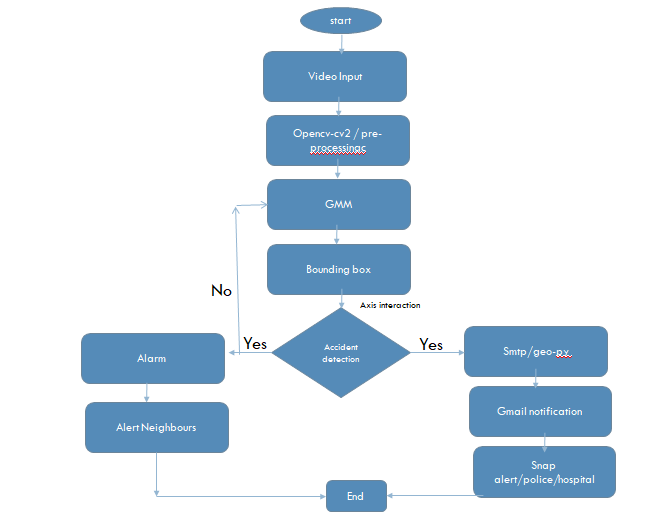 start
Video Input
Opencv-cv2 / pre-
processingac
GMM
Bounding box
No
Axis interaction
Accident
detection
Yes
Yes
Alarm
Smtp/geo-py
Alert Neighbours
Gmail notification
Snap
alert/police/hospital
End